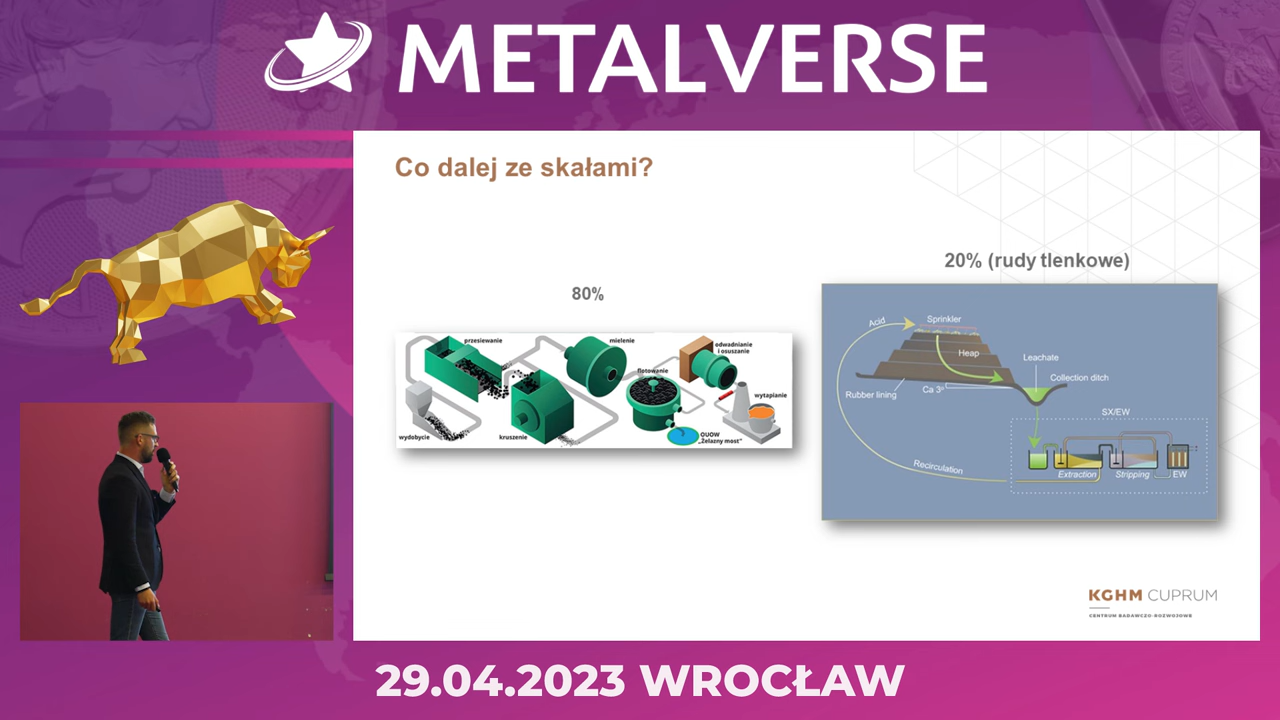 METALVERSE
Co dalej ze skałami?
80%
przesiewanie
mielenie
odwadnianie
i osuszanie
flotowanie
wytapianie
wydobycie
kruszenie
OUOW
„Żelazny most”
20% (rudy tlenkowe)
Acid
Sprinkler
Heap
Leachate
Collection ditch
Rubber lining
Ca 3°
SX/EW
Extraction
Stripping
EW
Recirculation
KGHM CUPRUM
CENTRUM BADAWCZO-ROZWOJOWE
29.04.2023 WROCŁAW